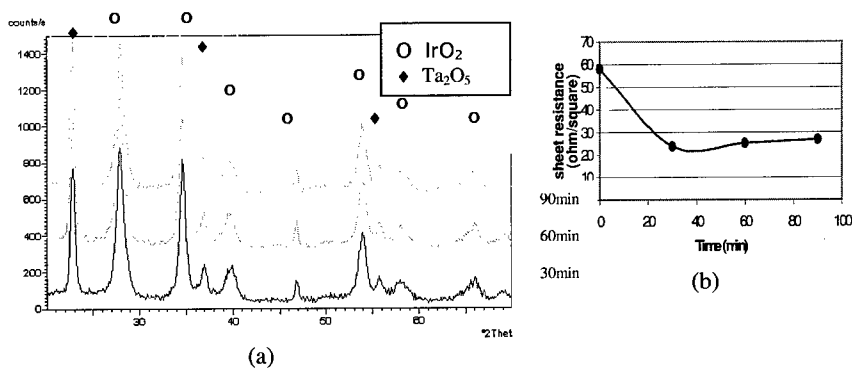 counts/s
1400
1200
1000
800
600
400
200
0
30
40
50
60
°2Thet
IrO₂
Ta₂O₅
90min
60min
30min
(a)
sheet resistance
(ohm/square)
70
60
50
40
30
20
10
0
20
40
60
80
100
Time(min)
(b)